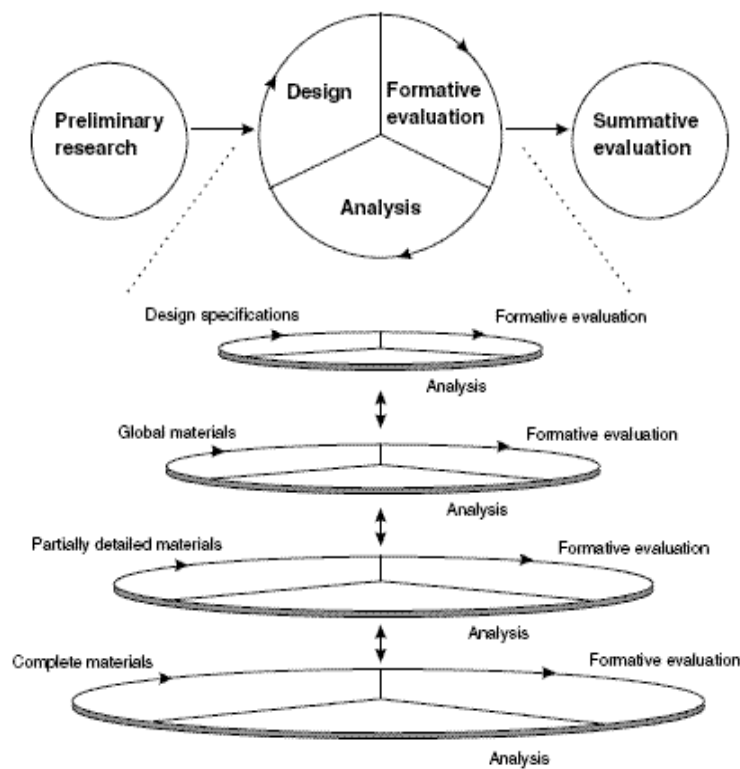 Preliminary
research
Design
Formative
evaluation
Analysis
Summative
evaluation
Design specifications
Formative evaluation
Analysis
Global materials
Formative evaluation
Analysis
Partially detailed materials
Formative evaluation
Analysis
Complete materials
Formative evaluation
Analysis